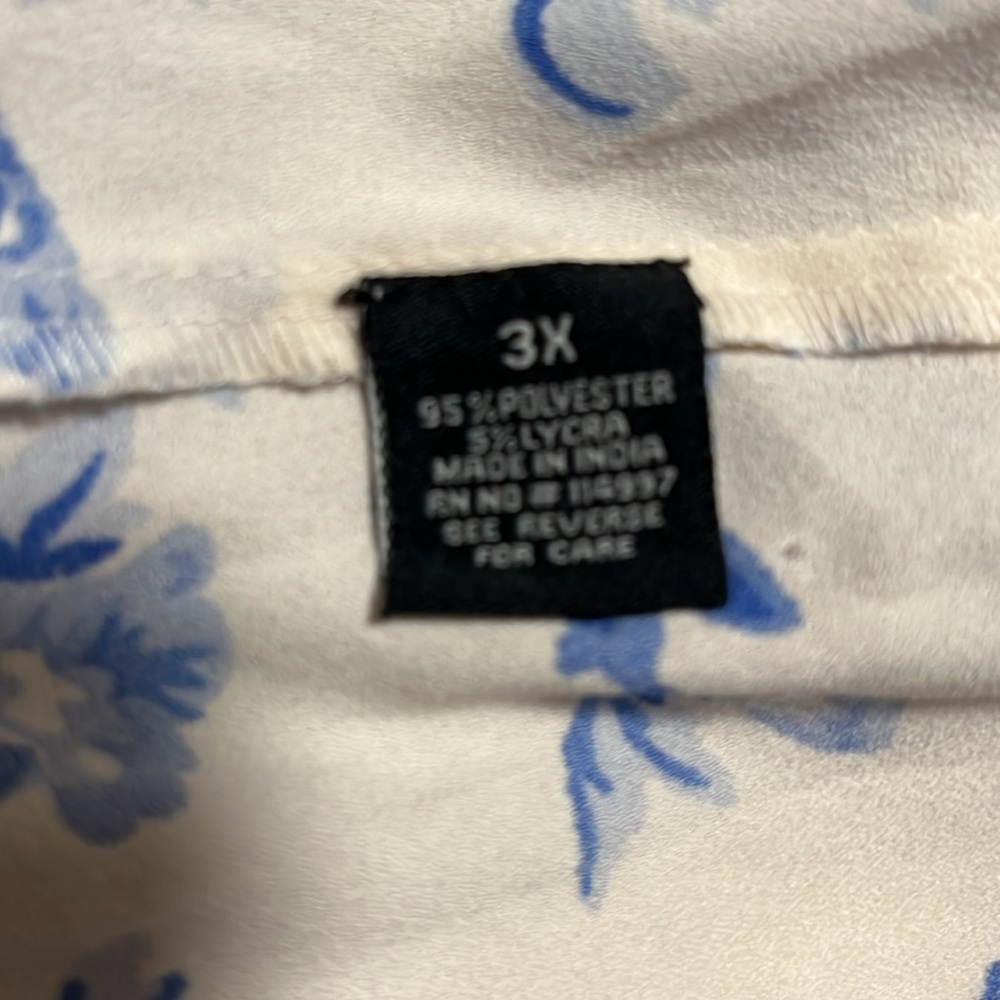 3X
95%POLYESTER
5%LYCRA
MADE IN INDIA
RN NO # 114997
SEE REVERSE
FOR CARE